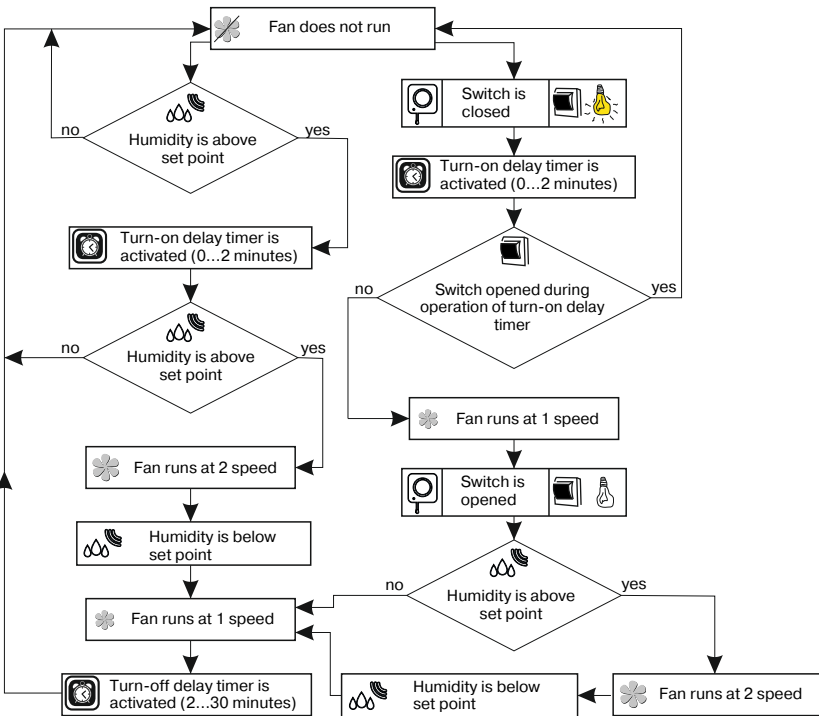 Fan does not run
Humidity is above
set point
no
yes
Turn-on delay timer is
activated (0...2 minutes)
Humidity is above
set point
no
yes
Fan runs at 2 speed
Humidity is below
set point
Fan runs at 1 speed
Turn-off delay timer is
activated (2...30 minutes)
Switch is
closed
Turn-on delay timer is
activated (0...2 minutes)
no
yes
Switch opened during
operation of turn-on delay
timer
Fan runs at 1 speed
Switch is
opened
no
yes
Humidity is above
set point
Humidity is below
set point
Fan runs at 2 speed